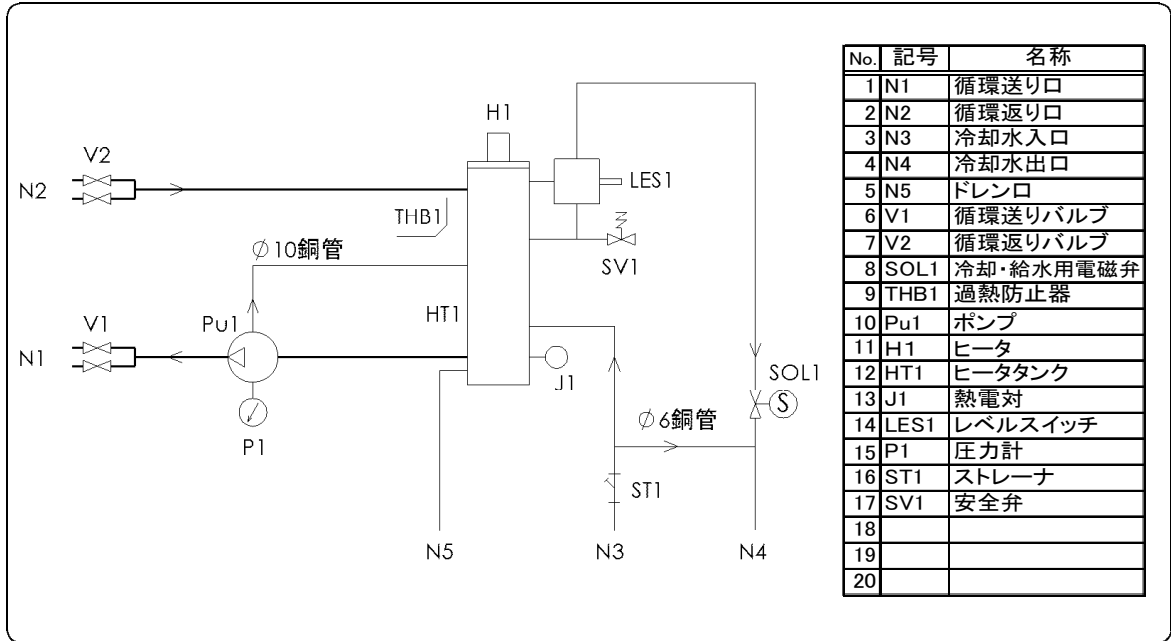 H1
V2
N2
LES1
THB1
∅10銅管
SV1
V1
Pu1
HT1
N1
J1
SOL1
S
∅6銅管
P1
ST1
N5
N3
N4
No. 記号 名称
1 N1 循環送り口
2 N2 循環返り口
3 N3 冷却水入口
4 N4 冷却水出口
5 N5 ドレン口
6 V1 循環送りバルブ
7 V2 循環返りバルブ
8 SOL1 冷却・給水用電磁弁
9 THB1 過熱防止器
10 Pu1 ポンプ
11 H1 ヒータ
12 HT1 ヒータタンク
13 J1 熱電対
14 LES1 レベルスイッチ
15 P1 圧力計
16 ST1 ストレーナ
17 SV1 安全弁
18
19
20